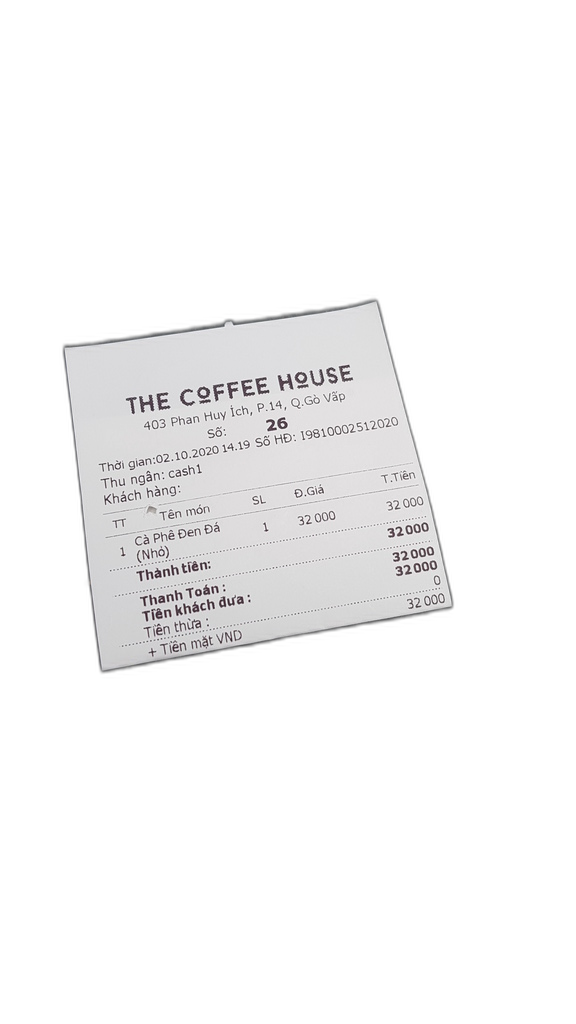 THE COFFEE HOUSE
403 Phan Huy Ích, P.14, Q.Gò Vấp
Số: 26
Thời gian:02.10.2020 14.19 Số HĐ: I9810002512020
Thu ngân: cash1
Khách hàng:
TT Tên món SL Đ.Giá T.Tiền
1 Cà Phê Đen Đá 1 32 000 32 000
(Nhỏ)
Thành tiền: 32 000
Thanh Toán : 32 000
Tiền khách đưa : 32 000
Tiền thừa : 0
+ Tiền mặt VND 32 000